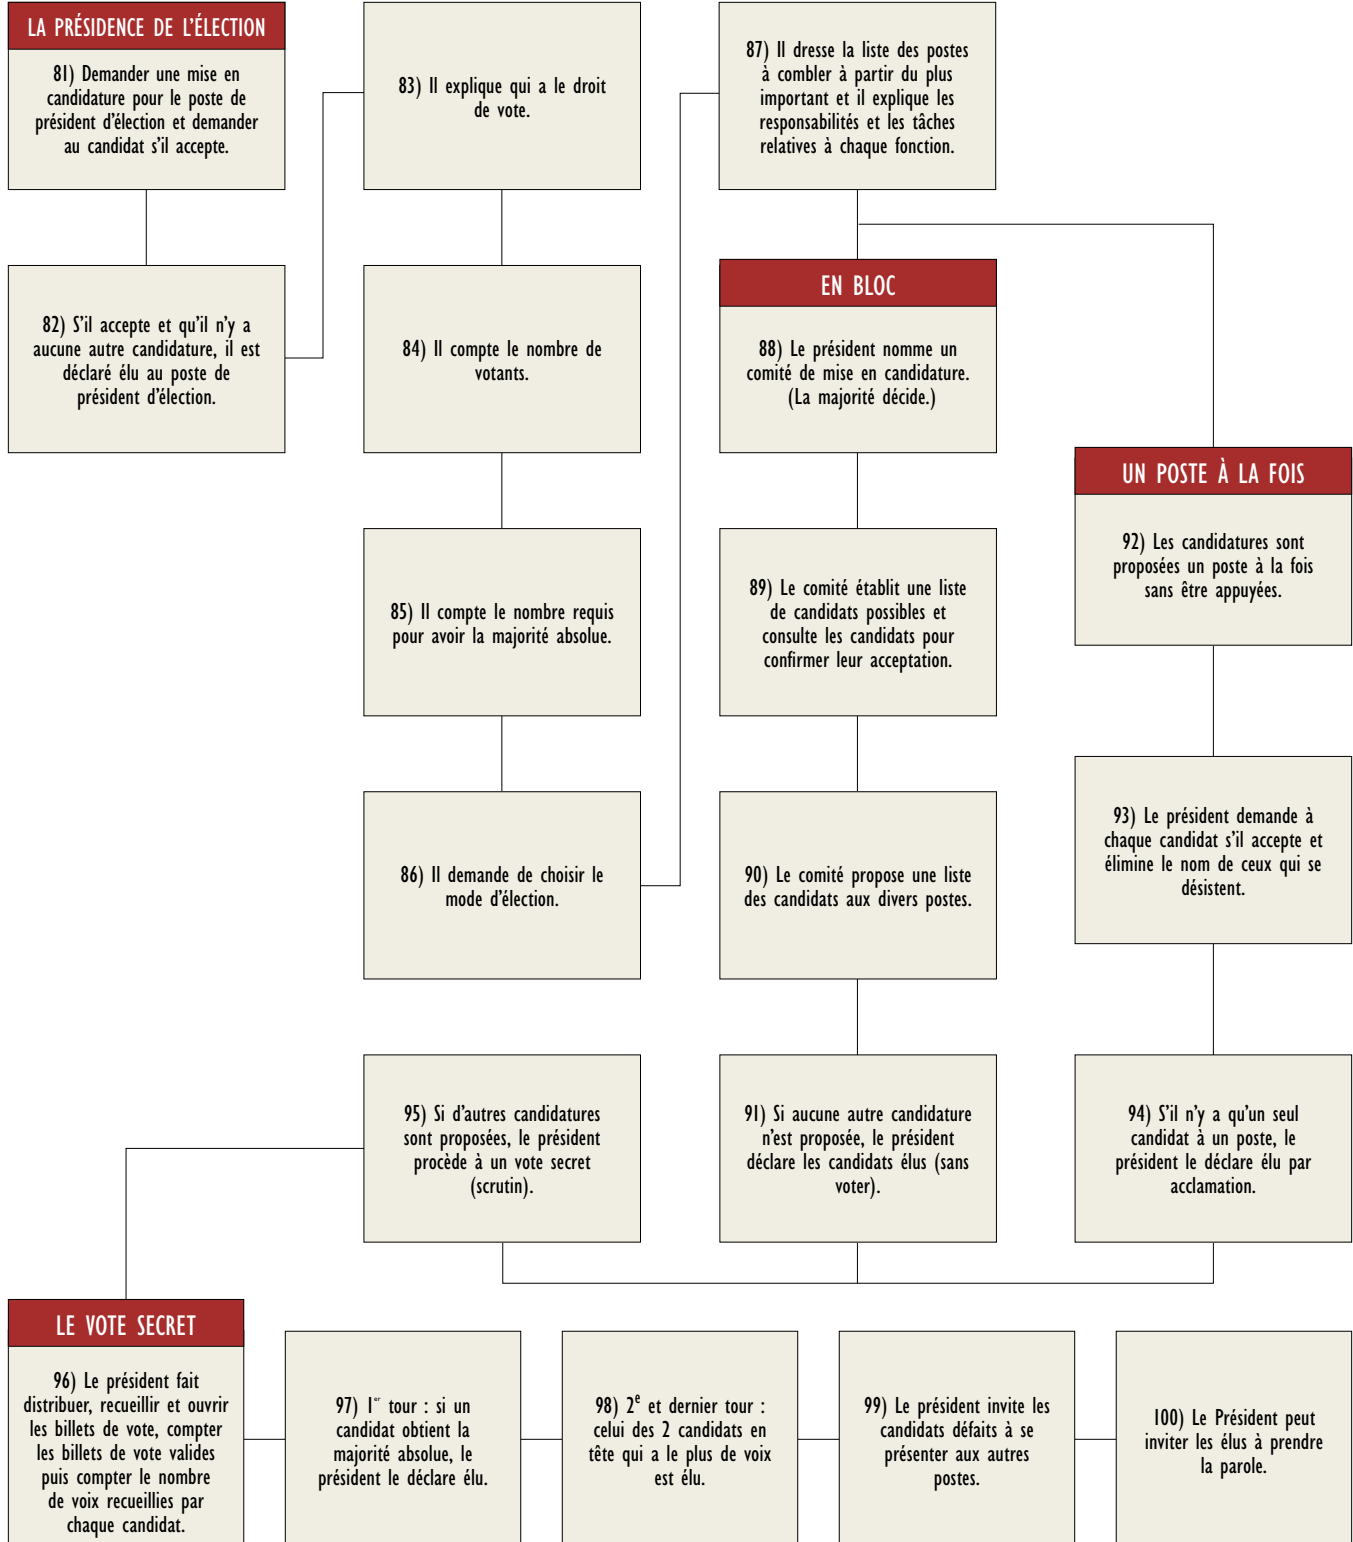 LA PRÉSIDENCE DE L'ÉLECTION
81) Demander une mise en
candidature pour le poste de
président d'élection et demander
au candidat s'il accepte.
82) S'il accepte et qu'il n'y a
aucune autre candidature, il est
déclaré élu au poste de
président d'élection.
83) Il explique qui a le droit
de vote.
84) Il compte le nombre de
votants.
85) Il compte le nombre requis
pour avoir la majorité absolue.
86) Il demande de choisir le
mode d'élection.
87) Il dresse la liste des postes
à combler à partir du plus
important et il explique les
responsabilités et les tâches
relatives à chaque fonction.
EN BLOC
88) Le président nomme un
comité de mise en candidature.
(La majorité décide.)
89) Le comité établit une liste
de candidats possibles et
consulte les candidats pour
confirmer leur acceptation.
90) Le comité propose une liste
des candidats aux divers postes.
91) Si aucune autre candidature
n'est proposée, le président
déclare les candidats élus (sans
voter).
UN POSTE À LA FOIS
92) Les candidatures sont
proposées un poste à la fois
sans être appuyées.
93) Le président demande à
chaque candidat s'il accepte et
élimine le nom de ceux qui se
désistent.
94) S'il n'y a qu'un seul
candidat à un poste, le
président le déclare élu par
acclamation.
95) Si d'autres candidatures
sont proposées, le président
procède à un vote secret
(scrutin).
LE VOTE SECRET
96) Le président fait
distribuer, recueillir et ouvrir
les billets de vote, compter
les billets de vote valides
puis compter le nombre
de voix recueillies par
chaque candidat.
97) 1er tour : si un
candidat obtient la
majorité absolue, le
président le déclare élu.
98) 2e et dernier tour :
celui des 2 candidats en
tête qui a le plus de voix
est élu.
99) Le président invite les
candidats défaits à se
présenter aux autres
postes.
100) Le Président peut
inviter les élus à prendre
la parole.